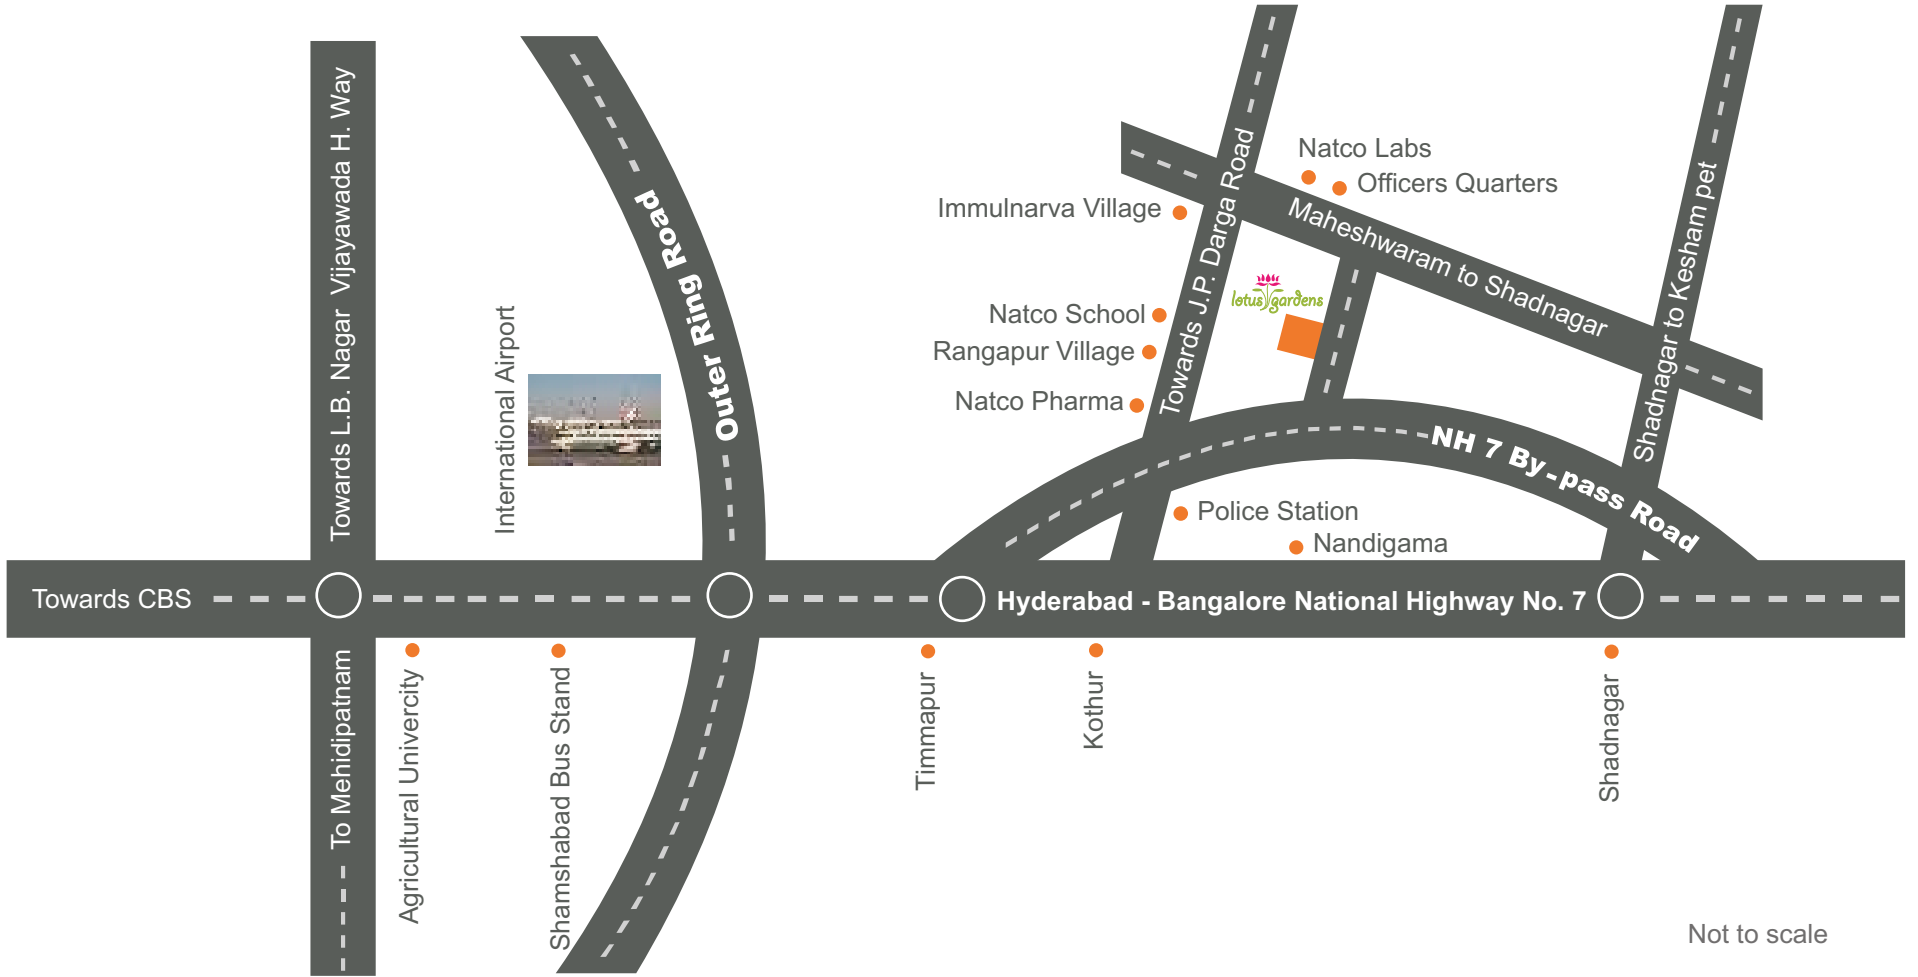 Towards L.B. Nagar  Vijayawada H. Way
International Airport
Outer Ring Road
Towards J.P. Darga Road
Natco Labs
Officers Quarters
Immulnarva Village
Maheshwaram to Shadnagar
Shadnagar to Kesham pet
lotus gardens
Natco School
Rangapur Village
Natco Pharma
NH 7 By-pass Road
Police Station
Nandigama
Towards CBS
Hyderabad - Bangalore National Highway No. 7
To Mehidipatnam
Agricultural Univercity
Shamshabad Bus Stand
Timmapur
Kothur
Shadnagar
Not to scale